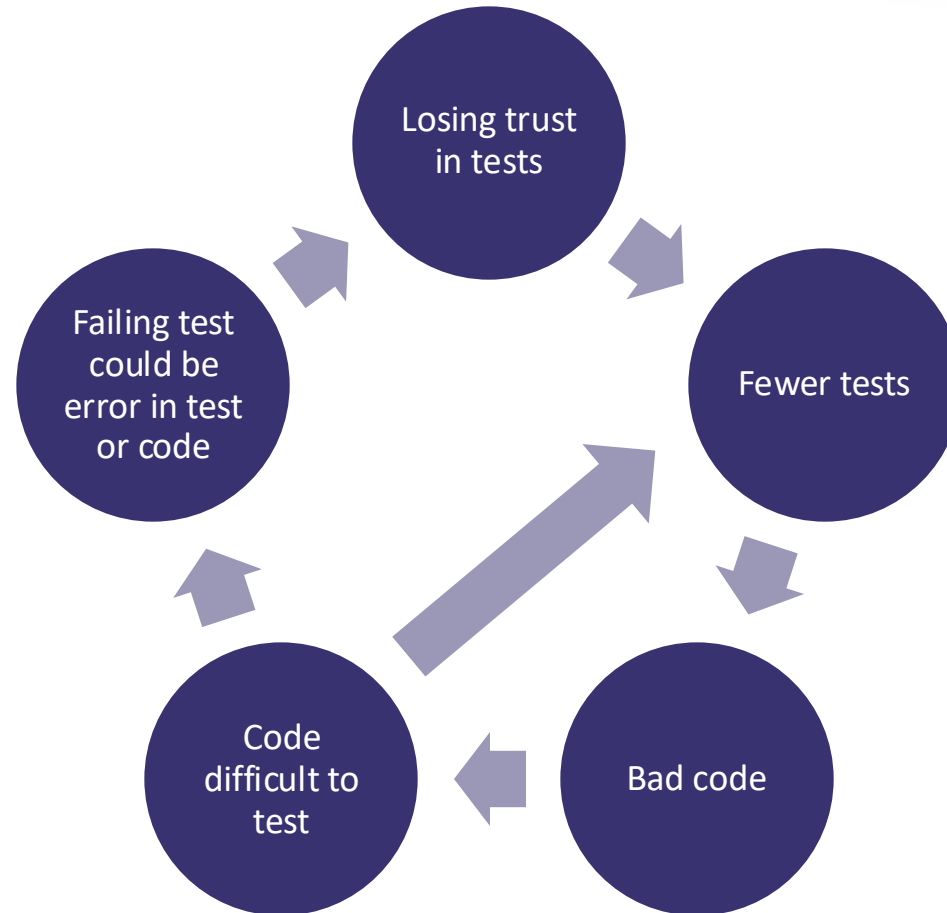 Losing trust
in tests
Fewer tests
Bad code
Code
difficult to
test
Failing test
could be
error in test
or code